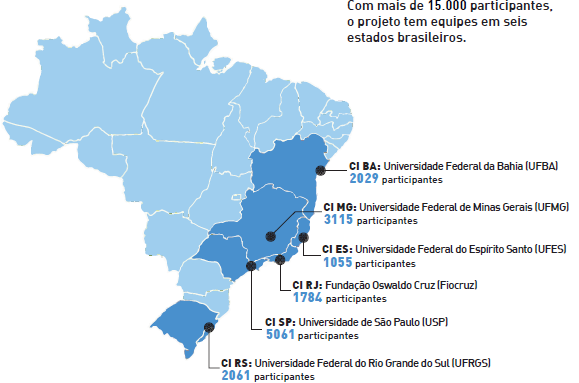 Com mais de 15.000 participantes,
o projeto tem equipes em seis
estados brasileiros.
CI BA: Universidade Federal da Bahia (UFBA)
2029 participantes
CI MG: Universidade Federal de Minas Gerais (UFMG)
3115 participantes
CI ES: Universidade Federal do Espírito Santo (UFES)
1055 participantes
CI RJ: Fundação Oswaldo Cruz (Fiocruz)
1784 participantes
CI SP: Universidade de São Paulo (USP)
5061 participantes
CI RS: Universidade Federal do Rio Grande do Sul (UFRGS)
2061 participantes